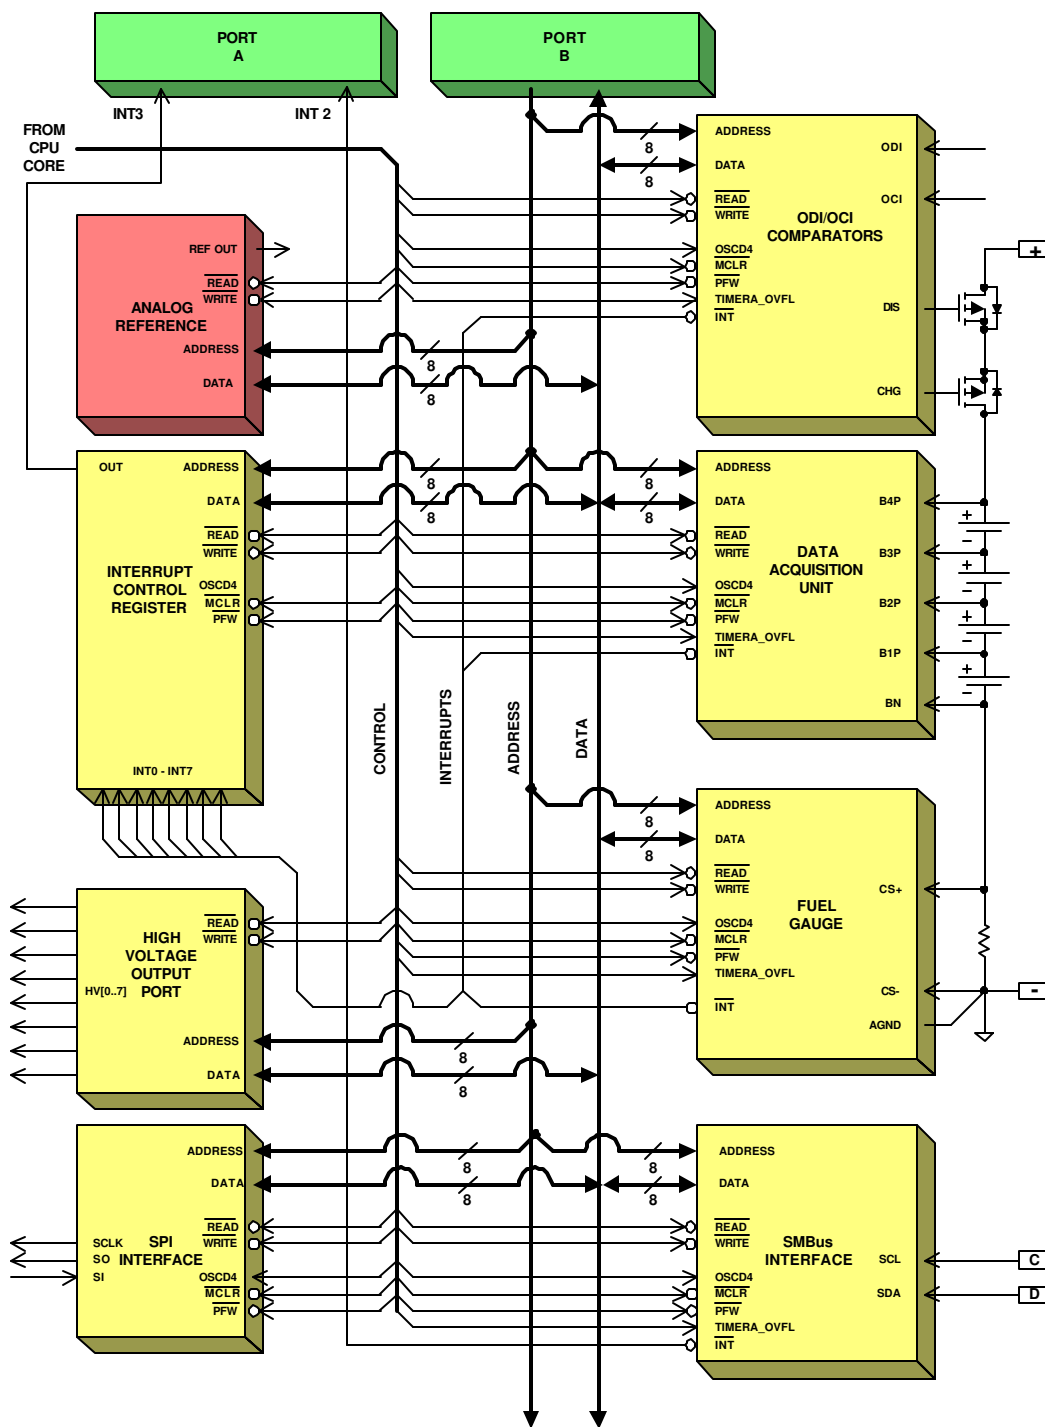 PORT
A
PORT
B
INT3
INT 2
FROM
CPU
CORE
ADDRESS
8
DATA
8
READ
WRITE
OSCD4
MCLR
PFW
TIMERA_OVFL
INT
ODI/OCI
COMPARATORS
ODI
OCI
DIS
CHG
+
REF OUT
READ
WRITE
ANALOG
REFERENCE
ADDRESS
8
DATA
8
OUT
ADDRESS
8
DATA
8
READ
WRITE
INTERRUPT
CONTROL
REGISTER
OSCD4
MCLR
PFW
INT0 - INT7
ADDRESS
8
DATA
8
READ
WRITE
OSCD4
MCLR
PFW
TIMERA_OVFL
INT
DATA
ACQUISITION
UNIT
B4P
B3P
B2P
B1P
BN
+
-
+
-
+
-
+
-
CONTROL
INTERRUPTS
ADDRESS
DATA
ADDRESS
8
DATA
8
READ
WRITE
OSCD4
MCLR
PFW
TIMERA_OVFL
INT
FUEL
GAUGE
CS+
CS-
AGND
-
READ
WRITE
HIGH
VOLTAGE
OUTPUT
PORT
HV[0..7]
ADDRESS
8
DATA
8
ADDRESS
8
DATA
8
READ
WRITE
SCLK
SO
SI
SPI
INTERFACE
OSCD4
MCLR
PFW
ADDRESS
8
DATA
8
READ
WRITE
OSCD4
MCLR
PFW
TIMERA_OVFL
INT
SMBus
INTERFACE
SCL
SDA
C
D